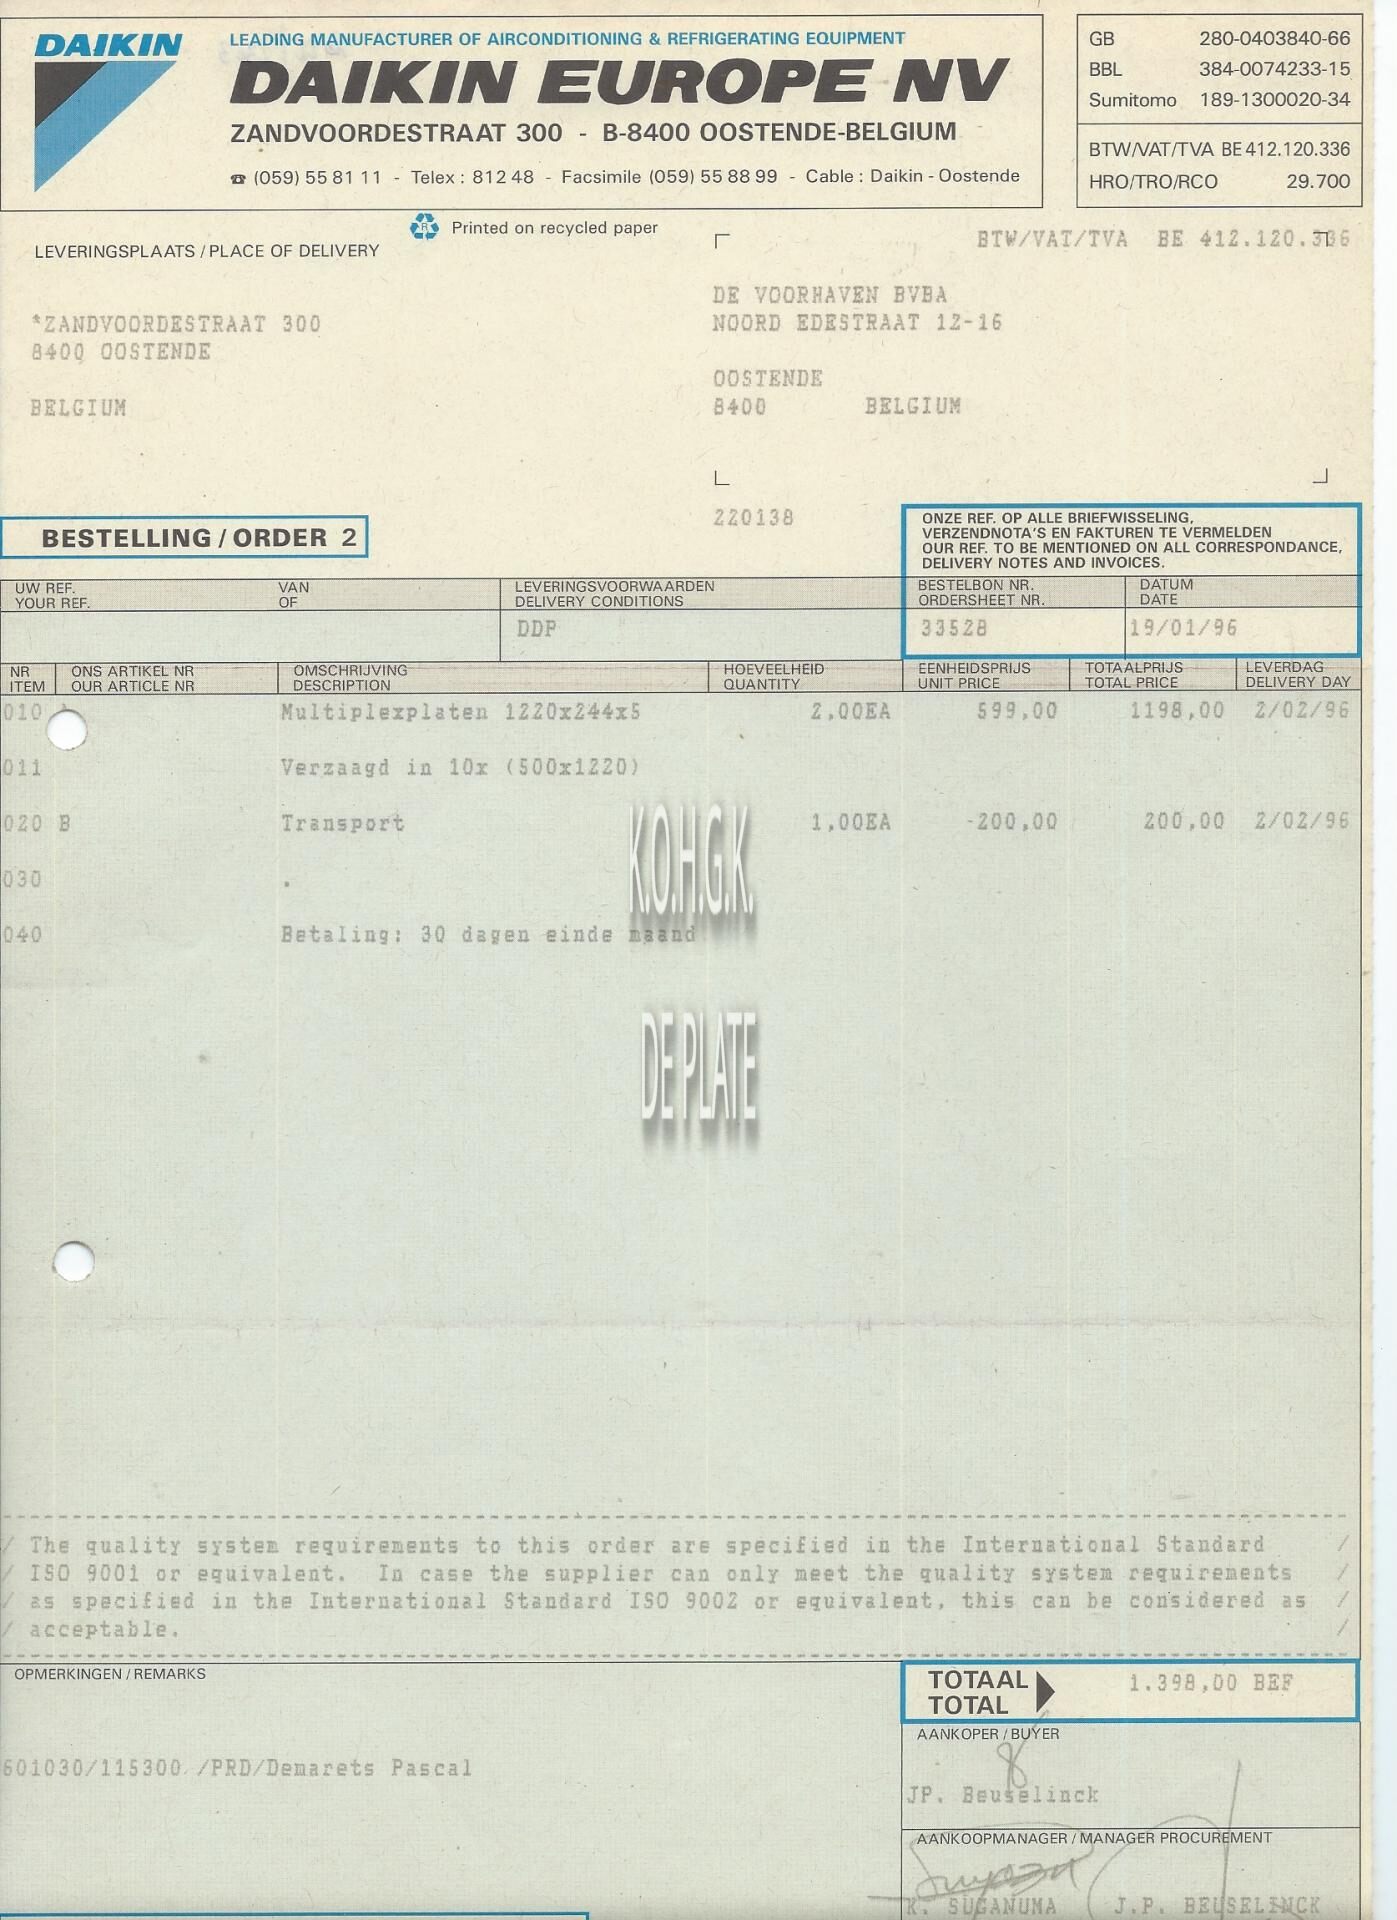 DAIKIN
LEADING MANUFACTURER OF AIRCONDITIONING & REFRIGERATING EQUIPMENT
DAIKIN EUROPE NV
ZANDVOORDESTRAAT 300 - B-8400 OOSTENDE-BELGIUM
☎ (059) 55 81 11 - Telex : 812 48 - Facsimile (059) 55 88 99 - Cable : Daikin - Oostende
GB 280-0403840-66
BBL 384-0074233-15
Sumitomo 189-1300020-34
BTW/VAT/TVA BE 412.120.336
HRO/TRO/RCO 29.700
R Printed on recycled paper
LEVERINGSPLAATS / PLACE OF DELIVERY
BTW/VAT/TVA BE 412.120.336
DE VOORHAVEN BVBA
*ZANDVOORDESTRAAT 300
NOORD EDESTRAAT 12-16
8400 OOSTENDE
OOSTENDE
BELGIUM
8400 BELGIUM
220138
BESTELLING / ORDER 2
ONZE REF. OP ALLE BRIEFWISSELING,
VERZENDNOTA'S EN FAKTUREN TE VERMELDEN
OUR REF. TO BE MENTIONED ON ALL CORRESPONDANCE,
DELIVERY NOTES AND INVOICES.
UW REF. VAN LEVERINGSVOORWAARDEN BESTELBON NR. DATUM
YOUR REF. OF DELIVERY CONDITIONS ORDERSHEET NR. DATE
DDP 33528 19/01/96
NR ONS ARTIKEL NR OMSCHRIJVING HOEVEELHEID EENHEIDSPRIJS TOTAALPRIJS LEVERDAG
ITEM OUR ARTICLE NR DESCRIPTION QUANTITY UNIT PRICE TOTAL PRICE DELIVERY DAY
010 Multiplexplaten 1220x244x5 2,00EA 599,00 1198,00 2/02/96
011 Verzaagd in 10x (500x1220)
020 B Transport 1,00EA -200,00 200,00 2/02/96
030 .
040 Betaling: 30 dagen einde maand
K.O.H.G.K.
DE PLATE
/ The quality system requirements to this order are specified in the International Standard /
/ ISO 9001 or equivalent. In case the supplier can only meet the quality system requirements /
/ as specified in the International Standard ISO 9002 or equivalent, this can be considered as /
/ acceptable. /
OPMERKINGEN / REMARKS
TOTAAL
TOTAL
1.398,00 BEF
AANKOPER / BUYER
601030/115300 /PRD/Demarets Pascal
JP. Beuselinck
AANKOOPMANAGER / MANAGER PROCUREMENT
K. SUGANUMA J.P. BEUSELINCK